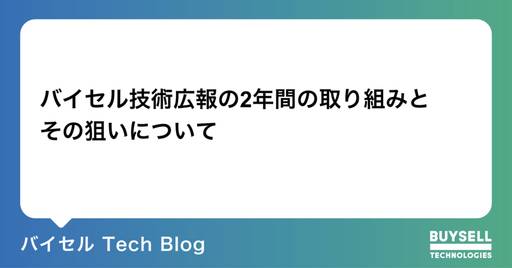 バイセル技術広報の2年間の取り組みと
その狙いについて
バイセル Tech Blog
BUYSELL
TECHNOLOGIES